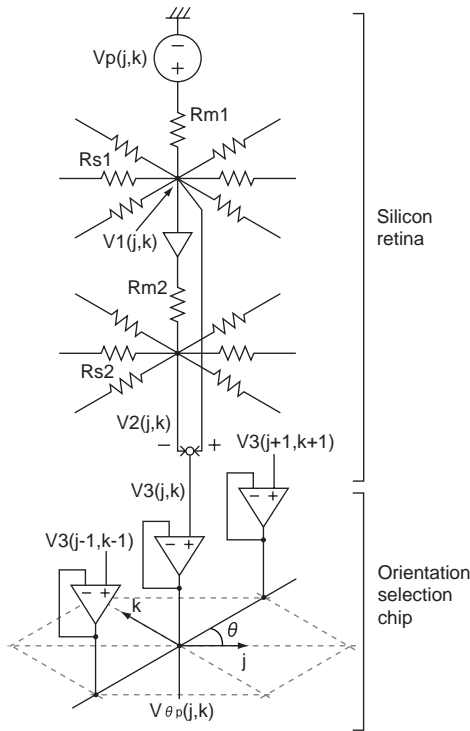 Vp(j,k)
−
+
Rm1
Rs1
V1(j,k)
Silicon
retina
Rm2
Rs2
V2(j,k)
− +
V3(j+1,k+1)
V3(j,k)
− +
V3(j-1,k-1)
− +
− +
Orientation
selection
chip
k
θ
j
V θp(j,k)